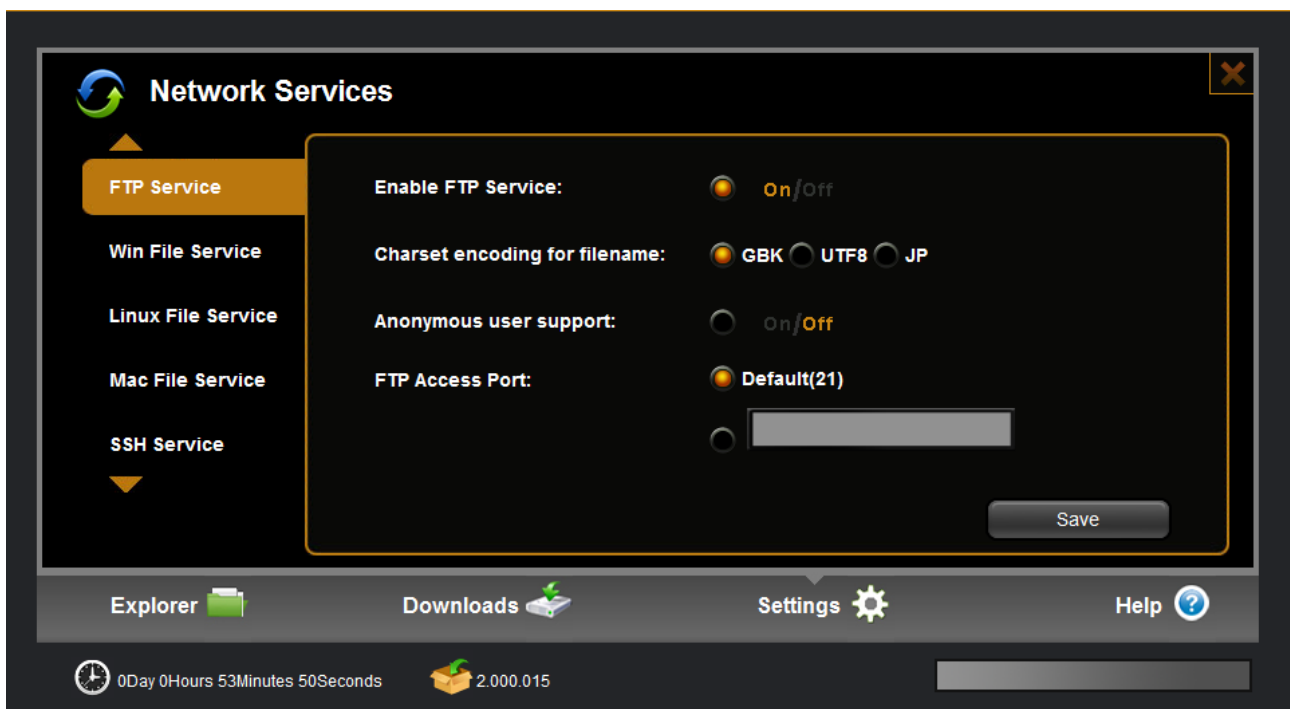 Network Services
FTP Service
Win File Service
Linux File Service
Mac File Service
SSH Service
Enable FTP Service: On/Off
Charset encoding for filename: GBK UTF8 JP
Anonymous user support: On/Off
FTP Access Port: Default(21)
Save
Explorer Downloads Settings Help ?
0Day 0Hours 53Minutes 50Seconds 2.000.015